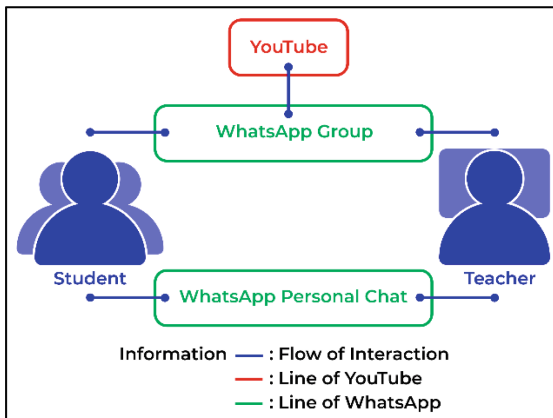 YouTube
WhatsApp Group
Student
Teacher
WhatsApp Personal Chat
Information — : Flow of Interaction
— : Line of YouTube
— : Line of WhatsApp